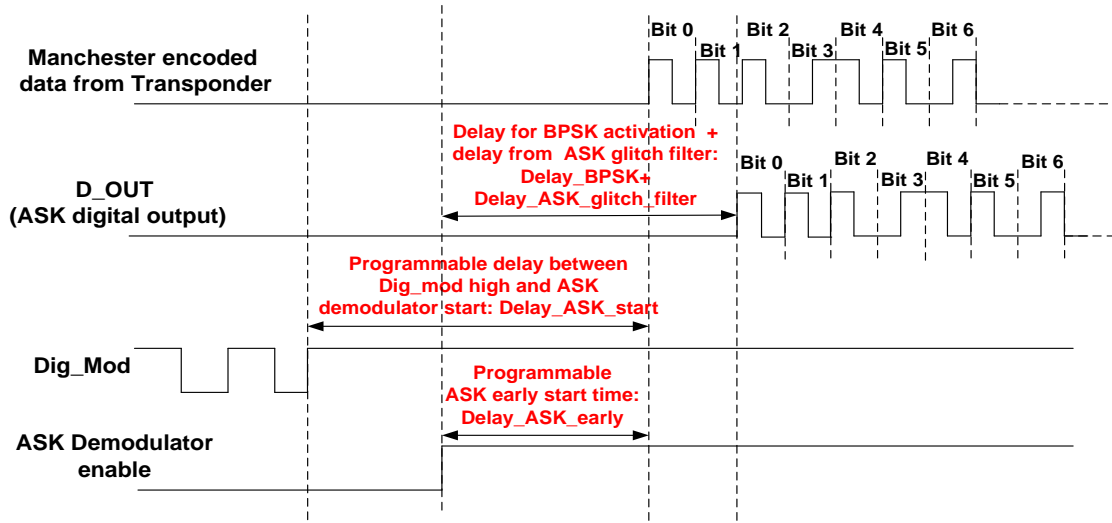 Bit 0 Bit 2 Bit 4 Bit 6
Bit 1 Bit 3 Bit 5
Manchester encoded
data from Transponder
Delay for BPSK activation +
delay from ASK glitch filter:
Delay_BPSK+
Delay_ASK_glitch_filter
Bit 0 Bit 2 Bit 4 Bit 6
Bit 1 Bit 3 Bit 5
D_OUT
(ASK digital output)
Programmable delay between
Dig_mod high and ASK
demodulator start: Delay_ASK_start
Dig_Mod
Programmable
ASK early start time:
Delay_ASK_early
ASK Demodulator
enable